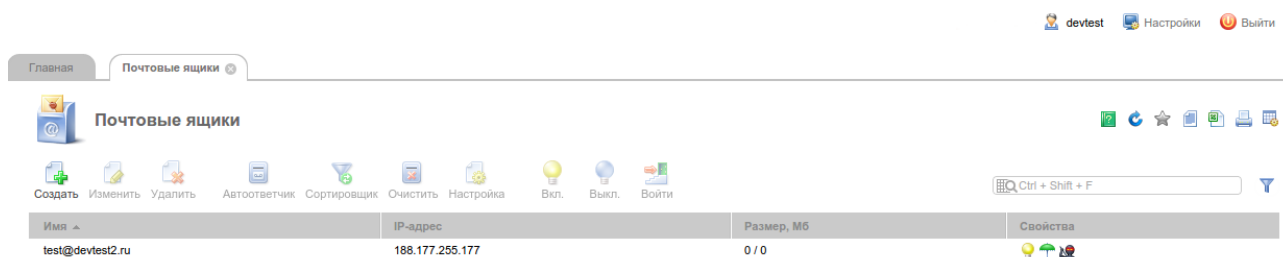 devtest Настройки Выйти
Главная Почтовые ящики
Почтовые ящики
Создать Изменить Удалить Автоответчик Сортировщик Очистить Настройка Вкл. Выкл. Войти
Ctrl + Shift + F
Имя IP-адрес Размер, Мб Свойства
test@devtest2.ru 188.177.255.177 0 / 0